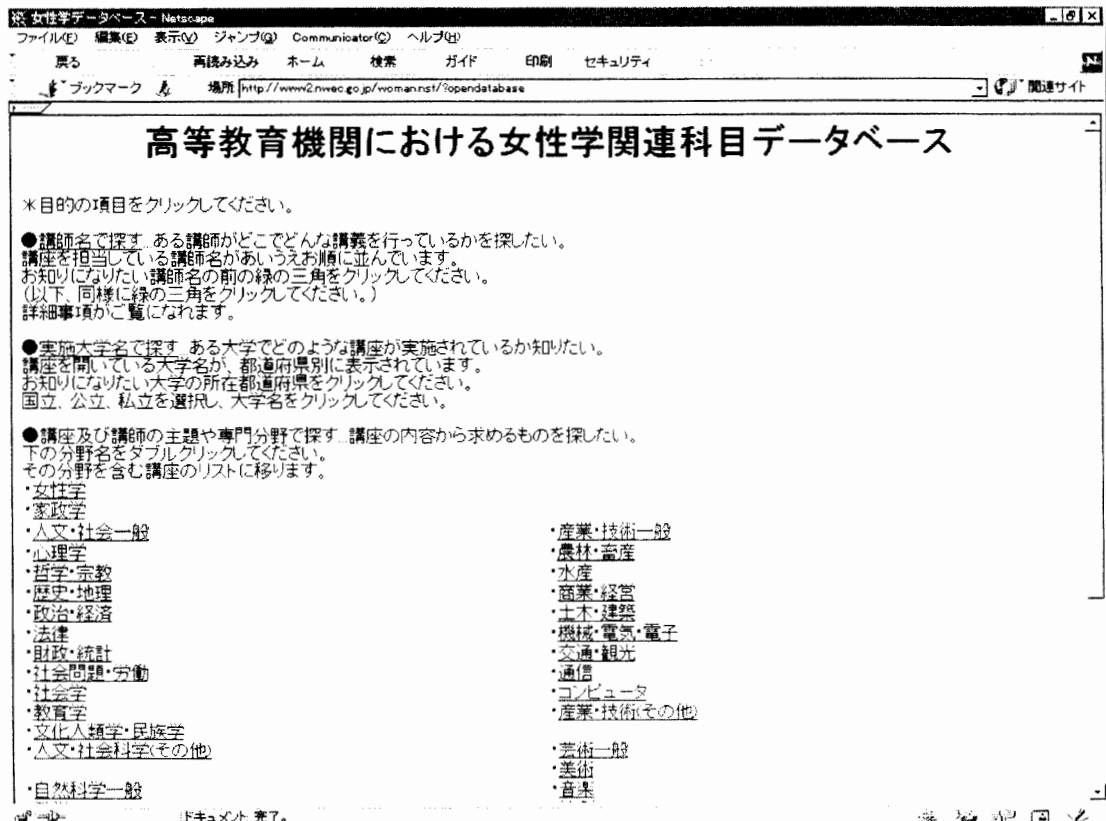 女性学データベース - Netscape
ファイル(F) 編集(E) 表示(V) ジャンプ(G) Communicator(C) ヘルプ(H)
戻る 再読み込み ホーム 検索 ガイド 印刷 セキュリティ
ブックマーク 場所 http://www2.nwec.go.jp/woman.nsf/?opendatabase 関連サイト
高等教育機関における女性学関連科目データベース
*目的の項目をクリックしてください。
●講師名で探す...ある講師がどこでどんな講義を行っているかを探したい。
講座を担当している講師名があいうえお順に並んでいます。
お知りになりたい講師名の前の緑の三角をクリックしてください。
(以下、同様に緑の三角をクリックしてください。)
詳細事項がご覧になれます。
●実施大学名で探す...ある大学でどのような講座が実施されているか知りたい。
講座を開いている大学名が、都道府県別に表示されています。
お知りになりたい大学の所在都道府県をクリックしてください。
国立、公立、私立を選択し、大学名をクリックしてください。
●講座及び講師の主題や専門分野で探す...講座の内容から求めるものを探したい。
下の分野名をダブルクリックしてください。
その分野を含む講座のリストに移ります。
・女性学
・家政学
・人文・社会一般
・心理学
・哲学・宗教
・歴史・地理
・政治・経済
・法律
・財政・統計
・社会問題・労働
・社会学
・教育学
・文化人類学・民族学
・人文・社会科学(その他)
・自然科学一般
・産業・技術一般
・農林・畜産
・水産
・商業・経営
・土木・建築
・機械・電気・電子
・交通・観光
・通信
・コンピュータ
・産業・技術(その他)
・芸術一般
・美術
・音楽
ドキュメント:完了。